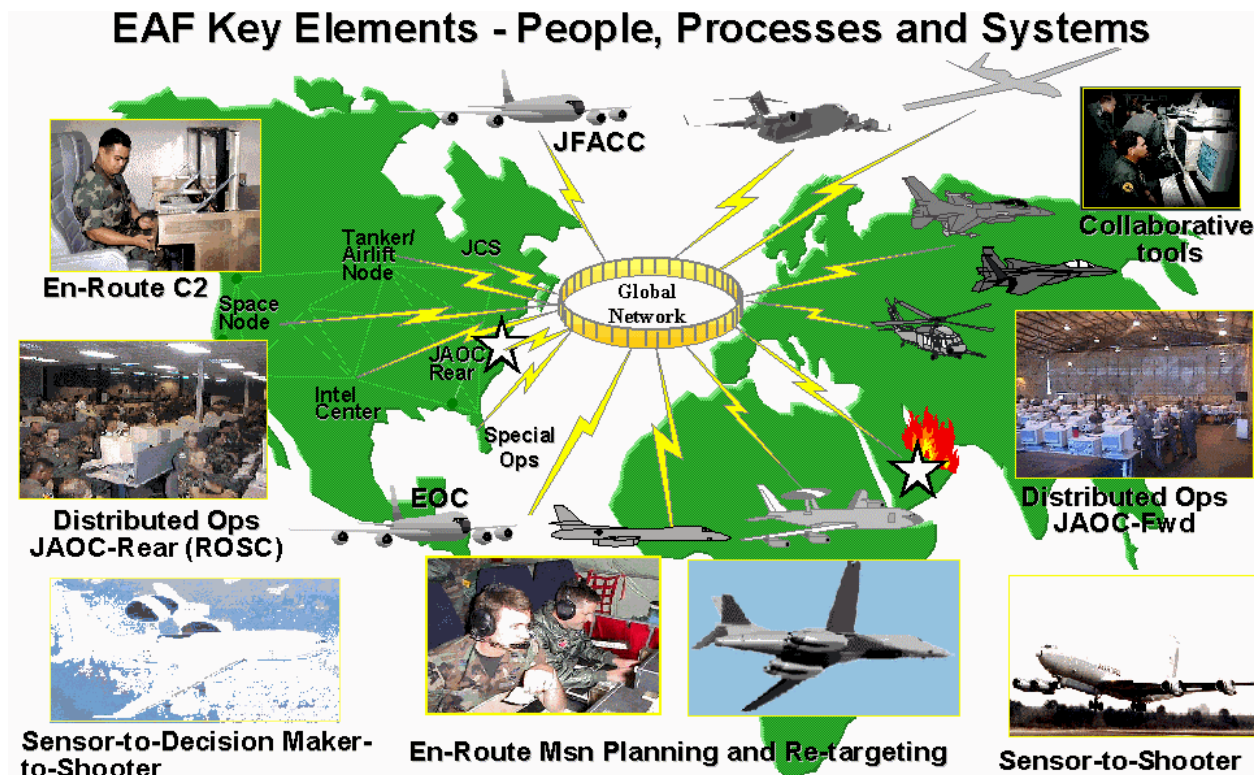 EAF Key Elements - People, Processes and Systems
JFACC
Collaborative
tools
Tanker/
Airlift
Node
JCS
En-Route C2
Space
Node
Global
Network
JAOC
Rear
Intel
Center
Special
Ops
EOC
Distributed Ops
JAOC-Rear (ROSC)
Distributed Ops
JAOC-Fwd
Sensor-to-Decision Maker-
to-Shooter
En-Route Msn Planning and Re-targeting
Sensor-to-Shooter